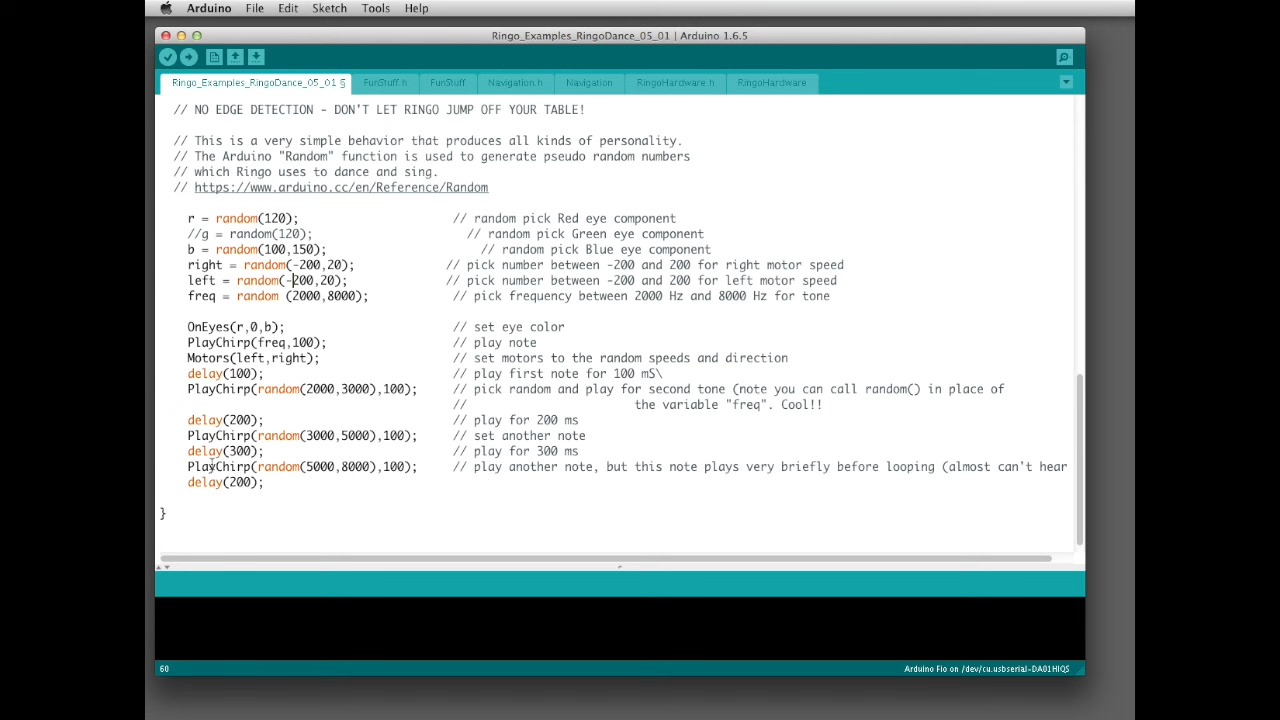 Arduino File Edit Sketch Tools Help
Ringo_Examples_RingoDance_05_01 | Arduino 1.6.5
Ringo_Examples_RingoDance_05_01 § FunStuff.h FunStuff Navigation.h Navigation RingoHardware.h RingoHardware
// NO EDGE DETECTION - DON'T LET RINGO JUMP OFF YOUR TABLE!
// This is a very simple behavior that produces all kinds of personality.
// The Arduino "Random" function is used to generate pseudo random numbers
// which Ringo uses to dance and sing.
// https://www.arduino.cc/en/Reference/Random
r = random(120); // random pick Red eye component
//g = random(120); // random pick Green eye component
b = random(100,150); // random pick Blue eye component
right = random(-200,20); // pick number between -200 and 200 for right motor speed
left = random(-200,20); // pick number between -200 and 200 for left motor speed
freq = random (2000,8000); // pick frequency between 2000 Hz and 8000 Hz for tone
OnEyes(r,0,b); // set eye color
PlayChirp(freq,100); // play note
Motors(left,right); // set motors to the random speeds and direction
delay(100); // play first note for 100 mS\
PlayChirp(random(2000,3000),100); // pick random and play for second tone (note you can call random() in place of
// the variable "freq". Cool!!
delay(200); // play for 200 ms
PlayChirp(random(3000,5000),100); // set another note
delay(300); // play for 300 ms
PlayChirp(random(5000,8000),100); // play another note, but this note plays very briefly before looping (almost can't hear
delay(200);
}
60 Arduino Fio on /dev/cu.usbserial-DA01HIQS